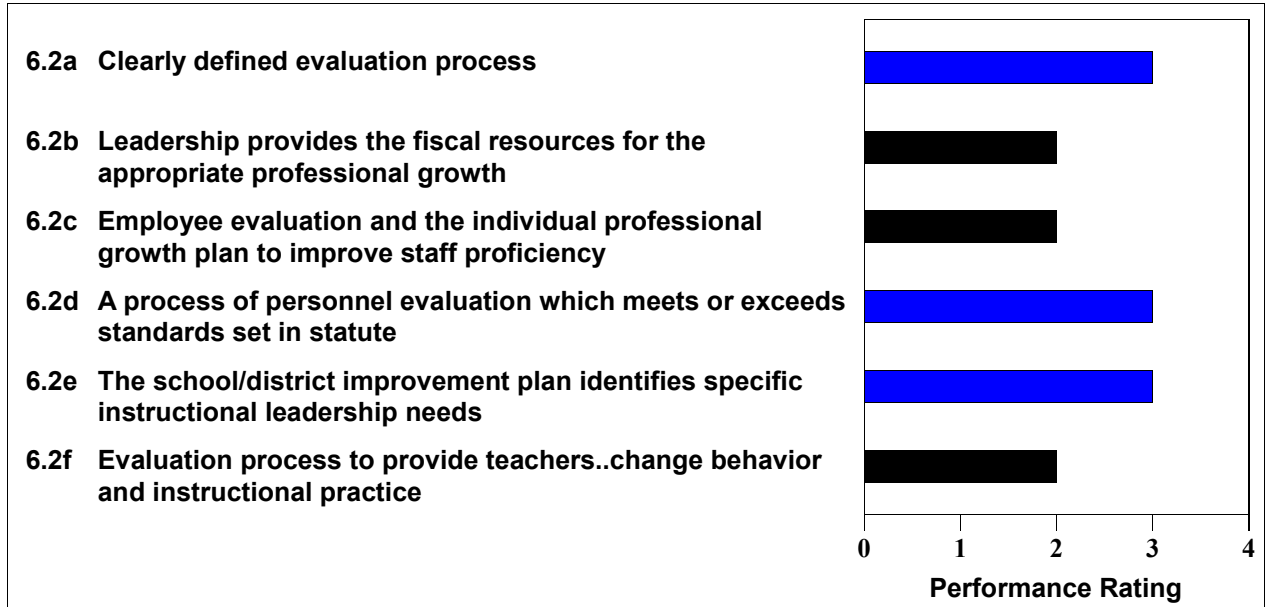 6.2a Clearly defined evaluation process
6.2b Leadership provides the fiscal resources for the
appropriate professional growth
6.2c Employee evaluation and the individual professional
growth plan to improve staff proficiency
6.2d A process of personnel evaluation which meets or exceeds
standards set in statute
6.2e The school/district improvement plan identifies specific
instructional leadership needs
6.2f Evaluation process to provide teachers..change behavior
and instructional practice
0 1 2 3 4
Performance Rating